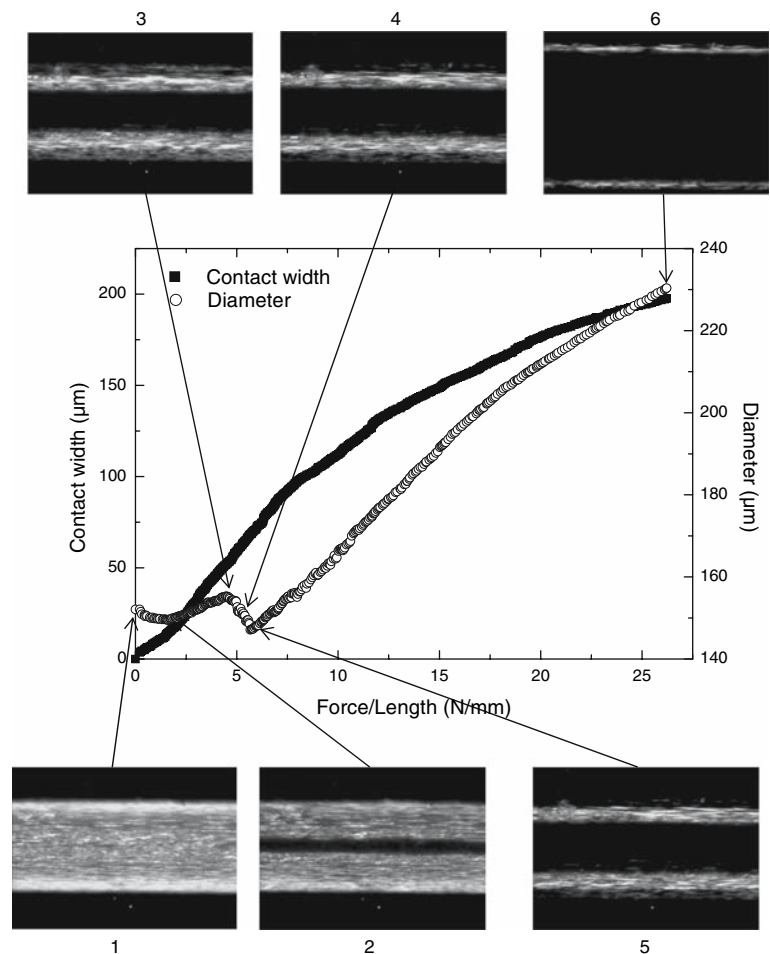 3 4 6
240
220
200
180
160
140
Diameter (µm)
200
150
100
50
0
Contact width (µm)
Contact width
Diameter
0 5 10 15 20 25
Force/Length (N/mm)
1 2 5